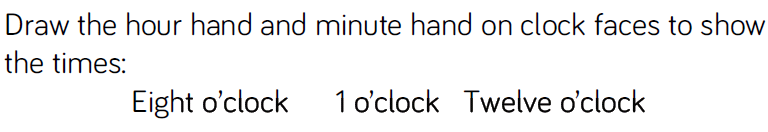 Draw the hour hand and minute hand on clock faces to show
the times:
Eight o’clock 1 o’clock Twelve o’clock